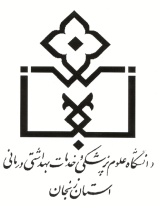 دانشگاه علوم پزشکی و خدمات بهداشتی درمانی
استان زنجان